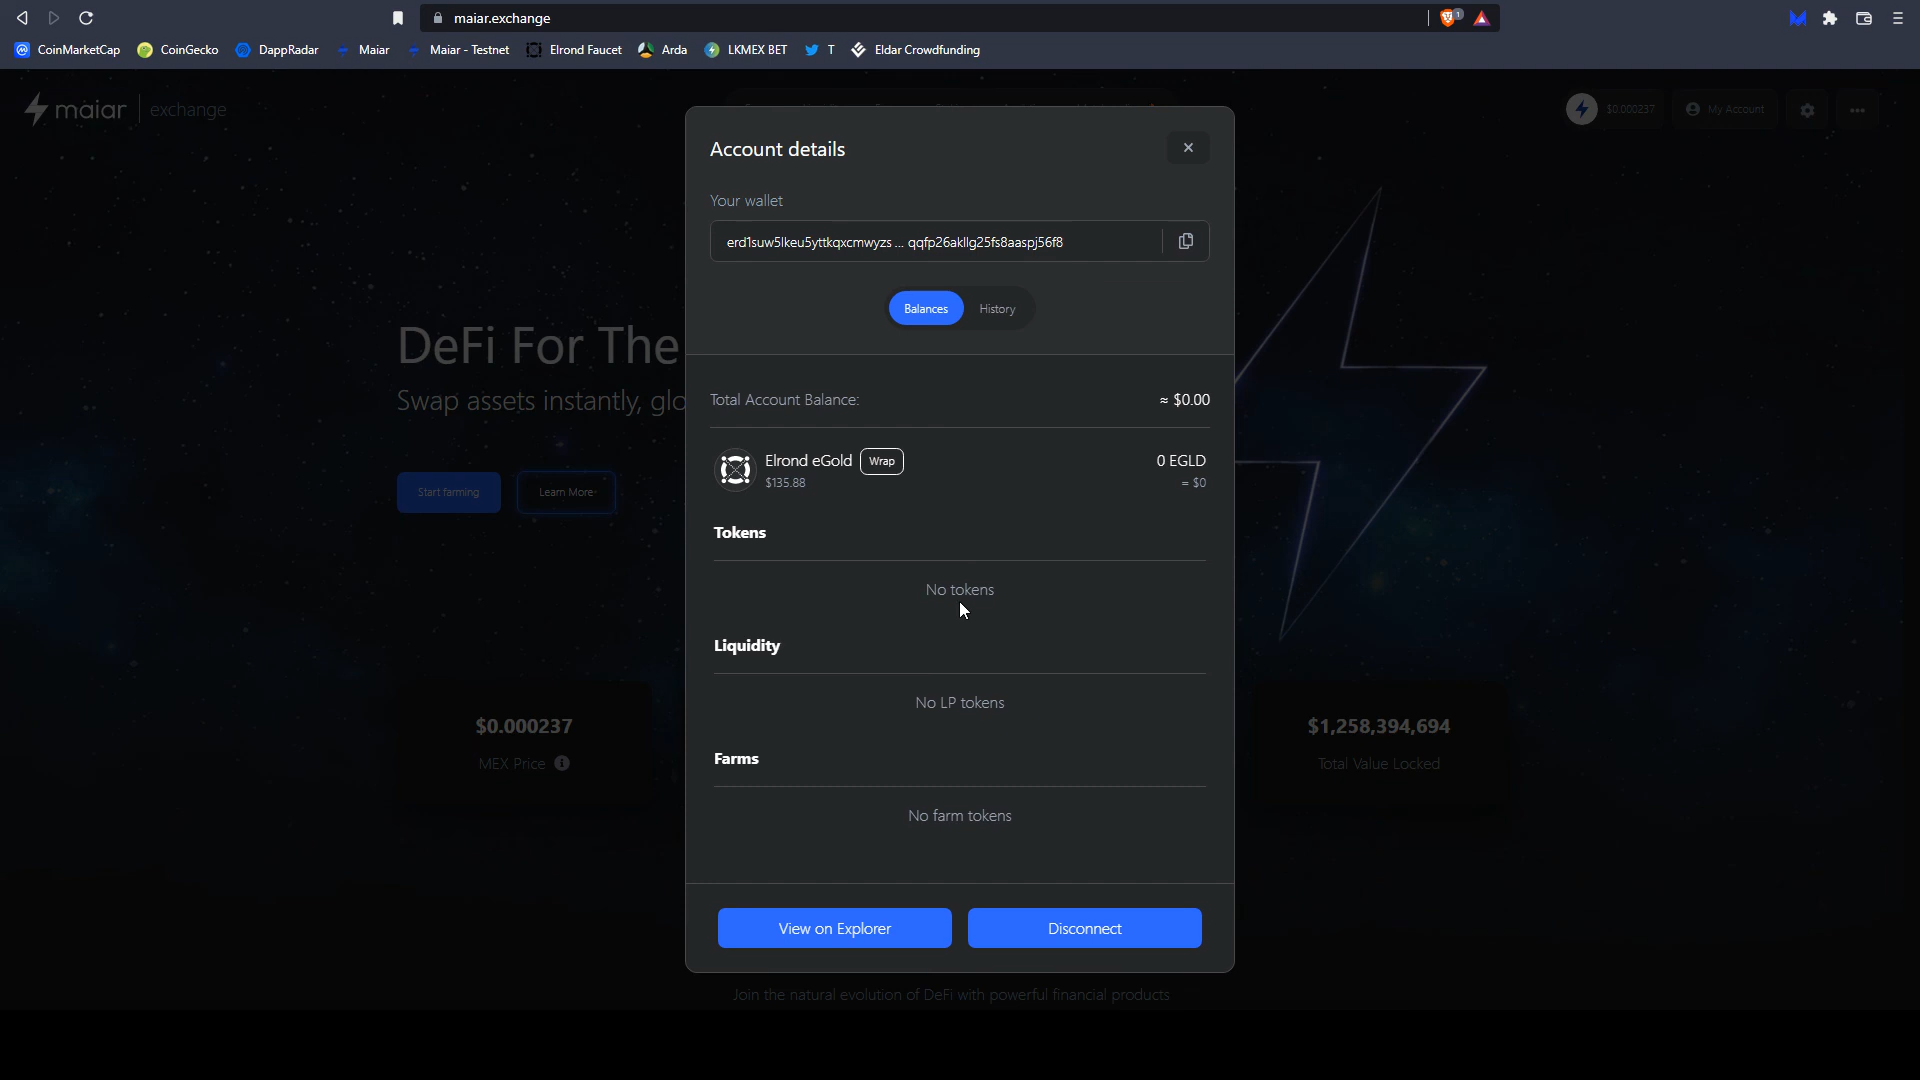 maiar.exchange
1
CoinMarketCap
CoinGecko
DappRadar
Maiar
Maiar - Testnet
Elrond Faucet
Arda
LKMEX BET
T
Eldar Crowdfunding
maiar exchange
$0.000237
My Account
Account details
Your wallet
erd1suw5lkeu5yttkqxcmwyzs ... qqfp26akllg25fs8aaspj56f8
Balances
History
DeFi For The
Swap assets instantly, glo
Total Account Balance:
≈ $0.00
Elrond eGold
Wrap
0 EGLD
$135.88
= $0
Start farming
Learn More
Tokens
No tokens
Liquidity
No LP tokens
$0.000237
$1,258,394,694
MEX Price
Total Value Locked
Farms
No farm tokens
View on Explorer
Disconnect
Join the natural evolution of DeFi with powerful financial products